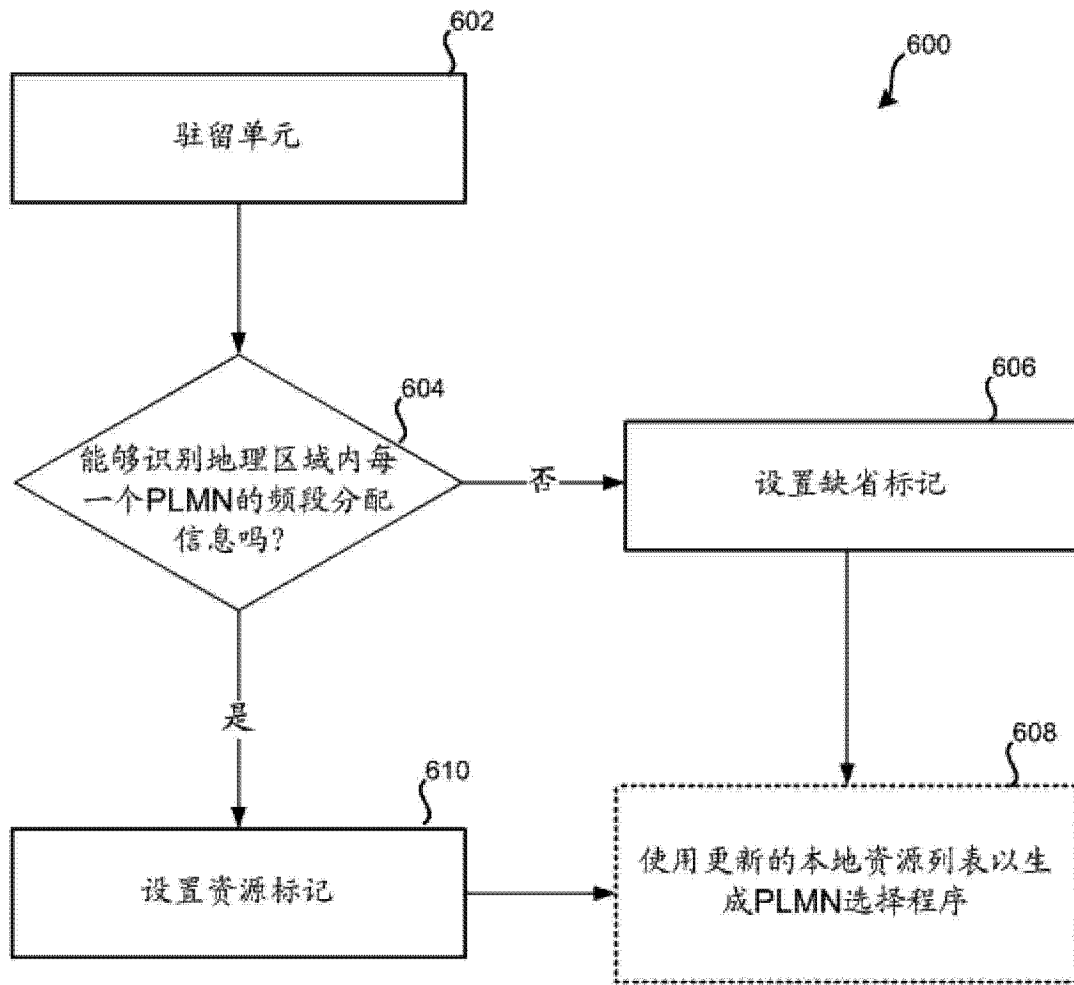 602
600
驻留单元
604
能够识别地理区域内每
一个PLMN的频段分配
信息吗?
否
606
设置缺省标记
是
610
设置资源标记
608
使用更新的本地资源列表以生
成PLMN选择程序